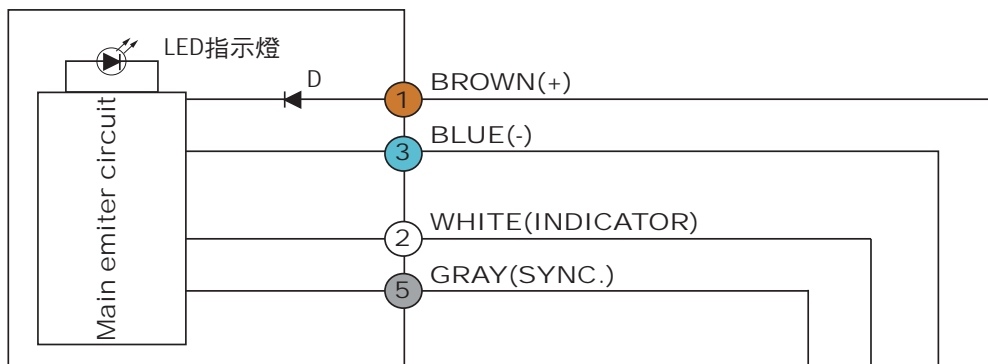 LED指示燈
D
1
BROWN(+)
3
BLUE(-)
2
WHITE(INDICATOR)
5
GRAY(SYNC.)
Main emiter circuit